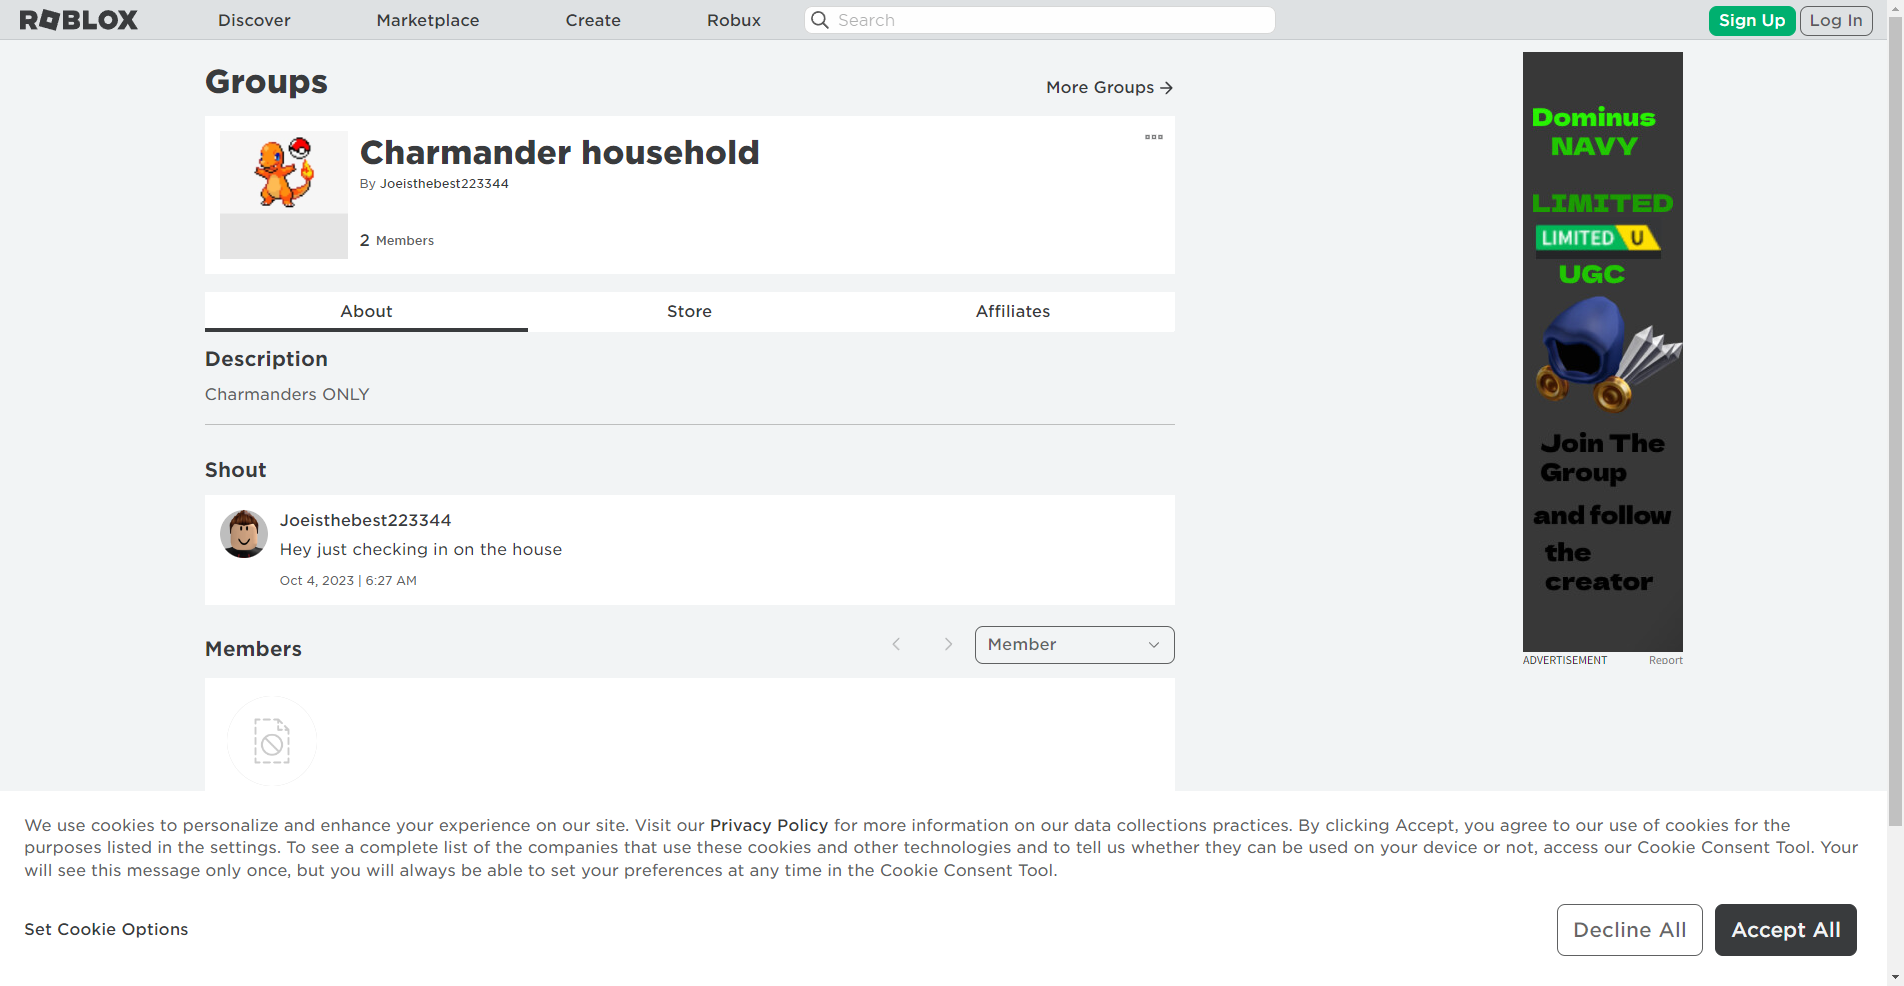 ROBLOX
Discover
Marketplace
Create
Robux
Search
Sign Up
Log In
Groups
More Groups
Charmander household
By Joeisthebest223344
2 Members
About
Store
Affiliates
Description
Charmanders ONLY
Shout
Joeisthebest223344
Hey just checking in on the house
Oct 4, 2023 | 6:27 AM
Members
Member
Dominus
NAVY
LIMITED
LIMITED U
UGC
Join The
Group
and follow
the
creator
ADVERTISEMENT
Report
We use cookies to personalize and enhance your experience on our site. Visit our Privacy Policy for more information on our data collections practices. By clicking Accept, you agree to our use of cookies for the
purposes listed in the settings. To see a complete list of the companies that use these cookies and other technologies and to tell us whether they can be used on your device or not, access our Cookie Consent Tool. Your
will see this message only once, but you will always be able to set your preferences at any time in the Cookie Consent Tool.
Set Cookie Options
Decline All
Accept All